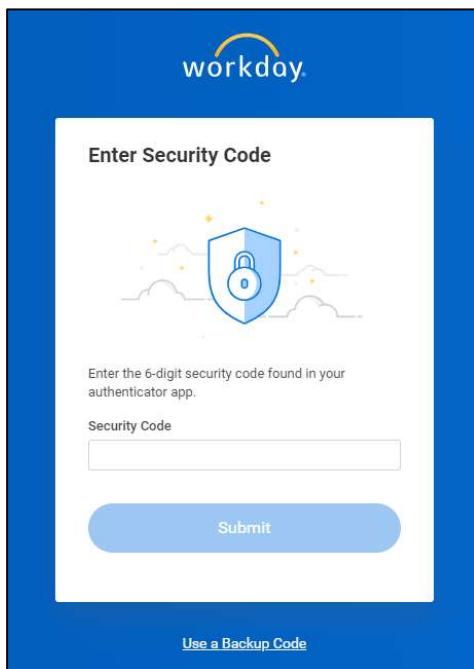 workday.
Enter Security Code
Enter the 6-digit security code found in your
authenticator app.
Security Code
Submit
Use a Backup Code